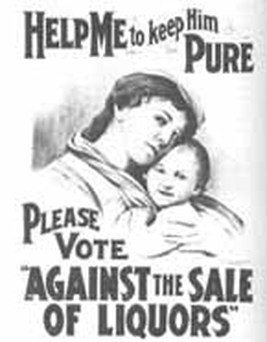 HELP ME to keep Him
PURE
PLEASE
VOTE
"AGAINST THE SALE
OF LIQUORS"